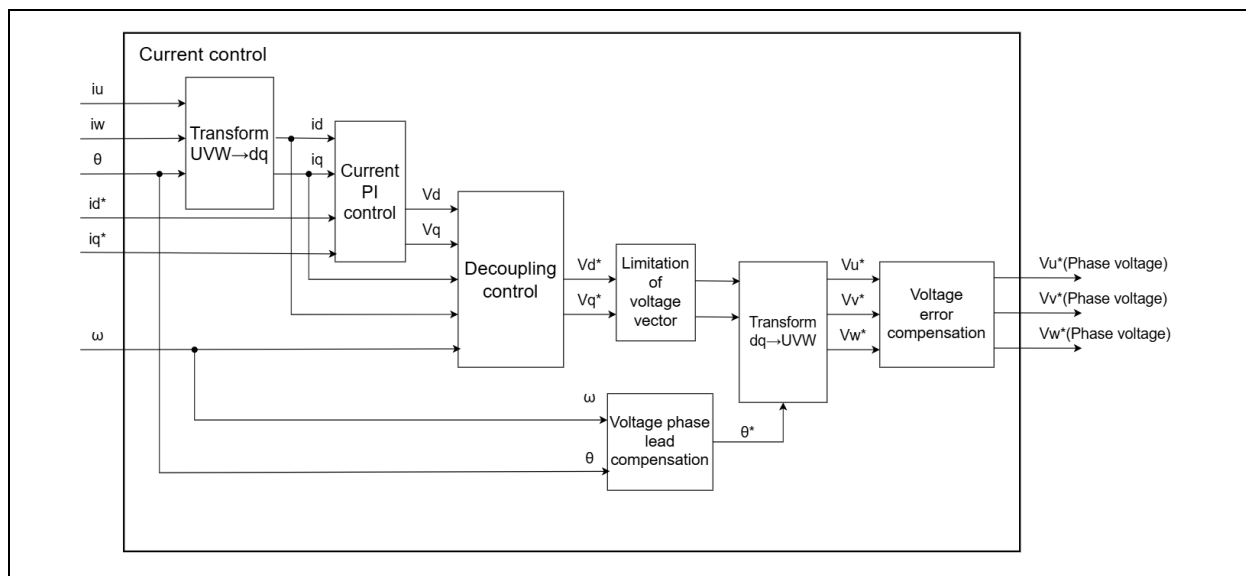 Current control
iu
iw
θ
id*
iq*
ω
Transform
UVW→dq
id
iq
Current
PI
control
Vd
Vq
Decoupling
control
Vd*
Vq*
Limitation
of
voltage
vector
Transform
dq→UVW
Vu*
Vv*
Vw*
Voltage
error
compensation
Vu*(Phase voltage)
Vv*(Phase voltage)
Vw*(Phase voltage)
ω
θ
Voltage phase
lead
compensation
θ*